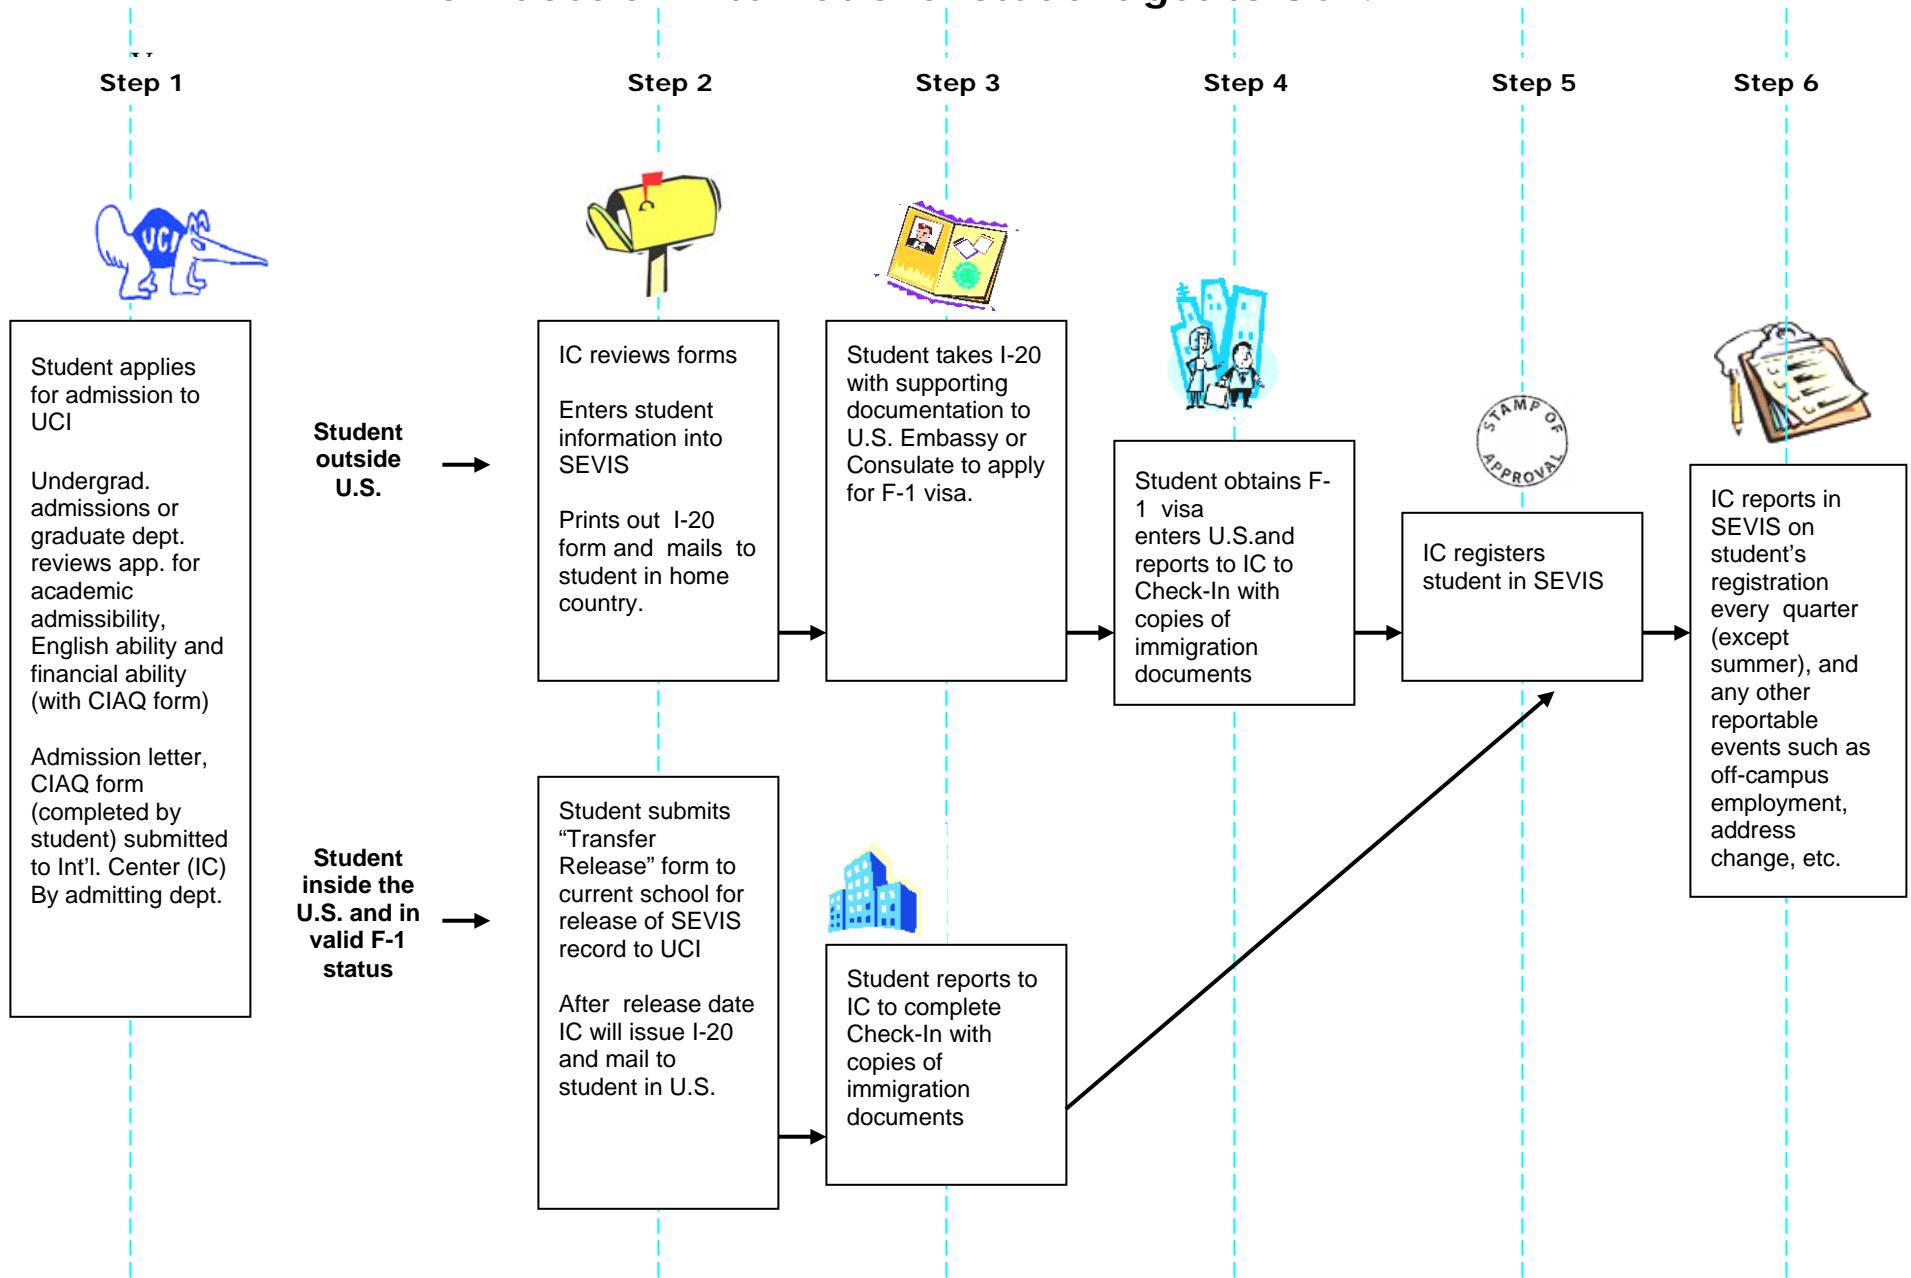 Step 1
Step 2
Step 3
Step 4
Step 5
Step 6
UCI
STAMP OF
APPROVAL
Student applies
for admission to
UCI
Undergrad.
admissions or
graduate dept.
reviews app. for
academic
admissibility,
English ability and
financial ability
(with CIAQ form)
Admission letter,
CIAQ form
(completed by
student) submitted
to Int'l. Center (IC)
By admitting dept.
Student
outside
U.S.
IC reviews forms
Enters student
information into
SEVIS
Prints out I-20
form and mails to
student in home
country.
Student takes I-20
with supporting
documentation to
U.S. Embassy or
Consulate to apply
for F-1 visa.
Student obtains F-
1 visa
enters U.S.and
reports to IC to
Check-In with
copies of
immigration
documents
IC registers
student in SEVIS
IC reports in
SEVIS on
student's
registration
every quarter
(except
summer), and
any other
reportable
events such as
off-campus
employment,
address
change, etc.
Student
inside the
U.S. and in
valid F-1
status
Student submits
“Transfer
Release” form to
current school for
release of SEVIS
record to UCI
After release date
IC will issue I-20
and mail to
student in U.S.
Student reports to
IC to complete
Check-In with
copies of
immigration
documents